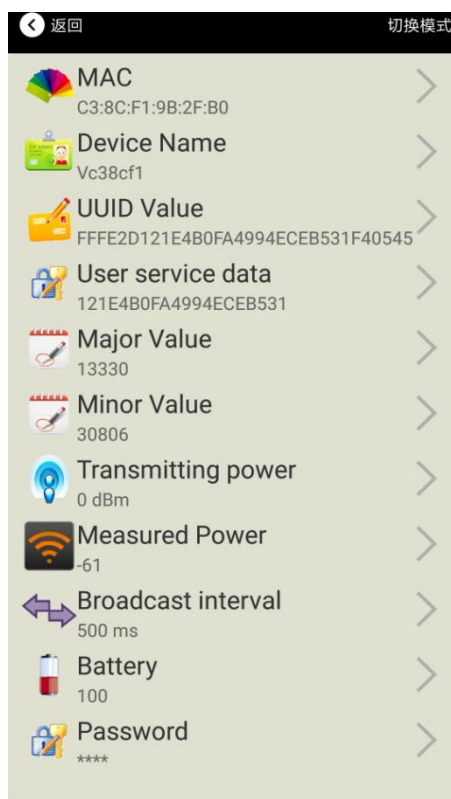 返回 切换模式
MAC
C3:8C:F1:9B:2F:B0
Device Name
Vc38cf1
UUID Value
FFFE2D121E4B0FA4994ECEB531F40545
User service data
121E4B0FA4994ECEB531
Major Value
13330
Minor Value
30806
Transmitting power
0 dBm
Measured Power
-61
Broadcast interval
500 ms
Battery
100
Password
****